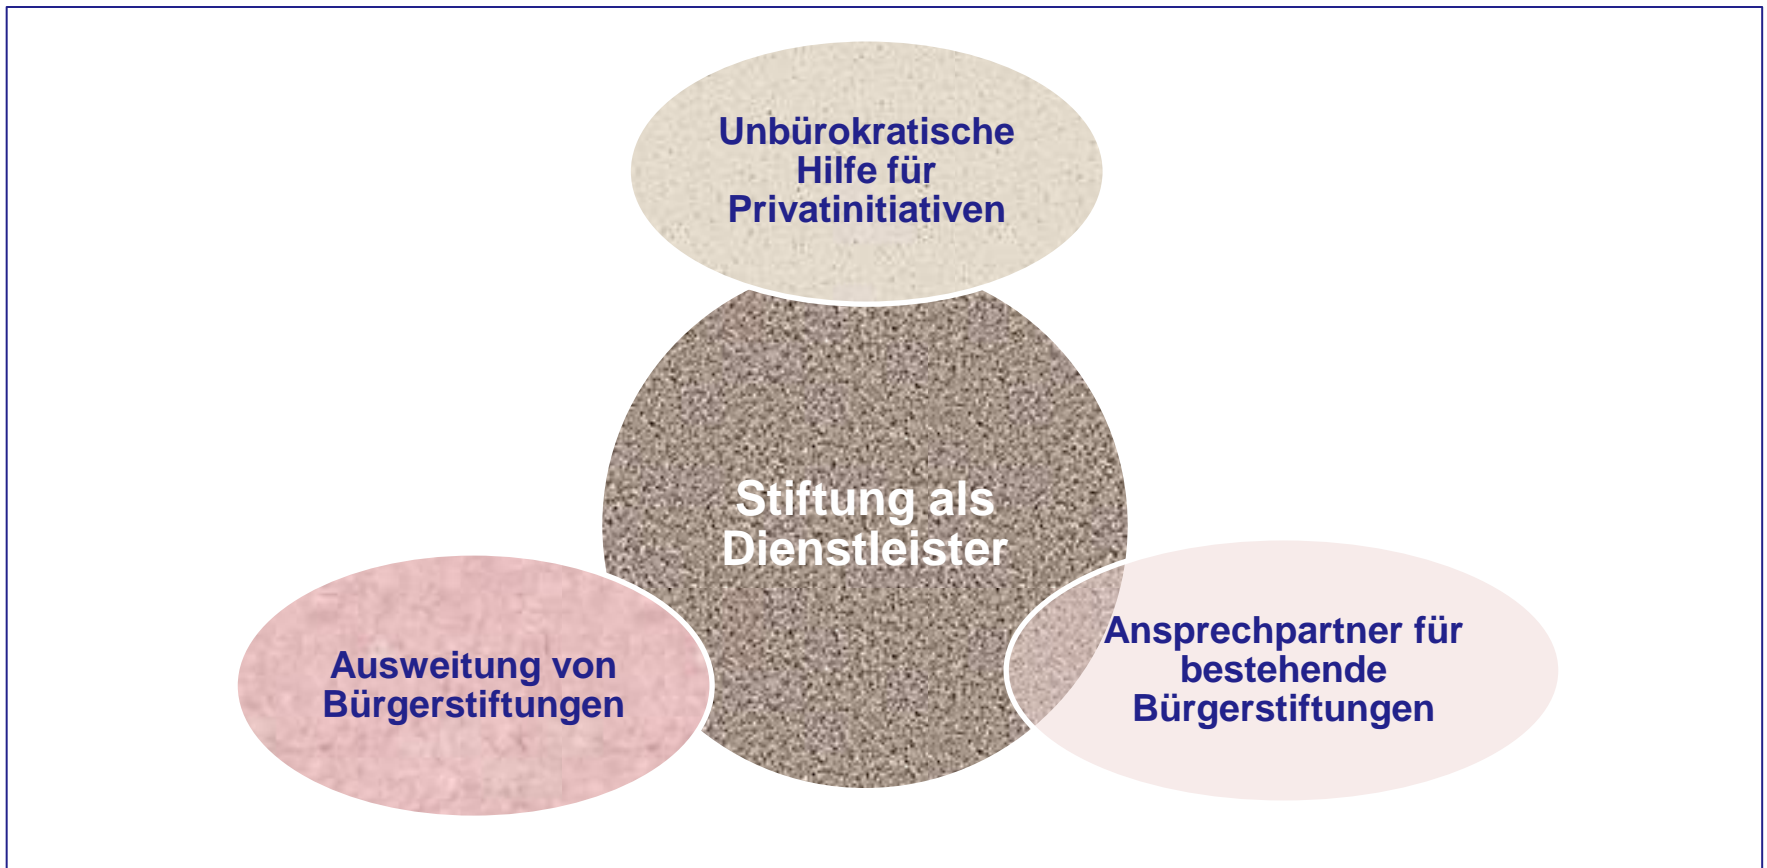 Unbürokratische
Hilfe für
Privatinitiativen
Stiftung als
Dienstleister
Ausweitung von
Bürgerstiftungen
Ansprechpartner für
bestehende
Bürgerstiftungen